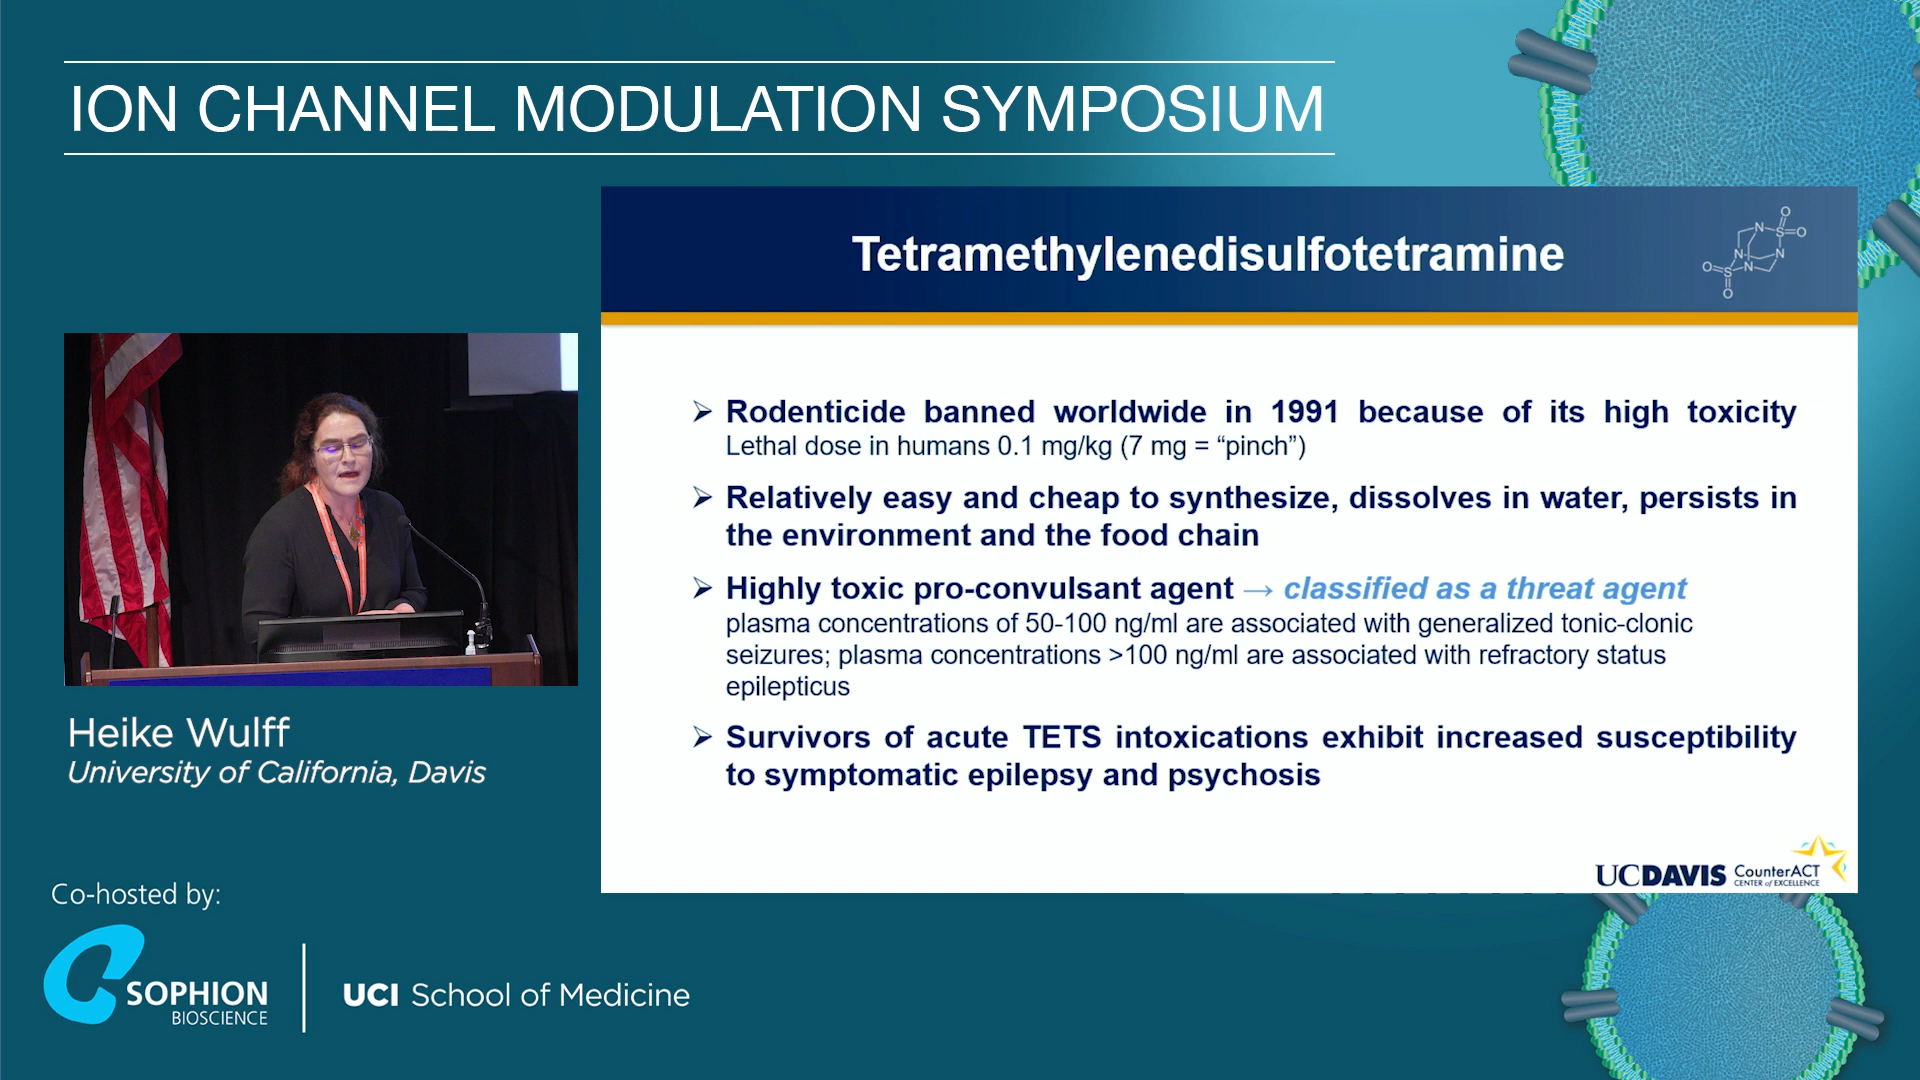 ION CHANNEL MODULATION SYMPOSIUM
Tetramethylenedisulfotetramine
O
N S O
N N
O S N
O
➢ Rodenticide banned worldwide in 1991 because of its high toxicity
Lethal dose in humans 0.1 mg/kg (7 mg = “pinch”)
➢ Relatively easy and cheap to synthesize, dissolves in water, persists in
the environment and the food chain
➢ Highly toxic pro-convulsant agent → classified as a threat agent
plasma concentrations of 50-100 ng/ml are associated with generalized tonic-clonic
seizures; plasma concentrations >100 ng/ml are associated with refractory status
epilepticus
➢ Survivors of acute TETS intoxications exhibit increased susceptibility
to symptomatic epilepsy and psychosis
UCDAVIS CounterACT
CENTER of EXCELLENCE
Heike Wulff
University of California, Davis
Co-hosted by:
SOPHION
BIOSCIENCE
UCI School of Medicine